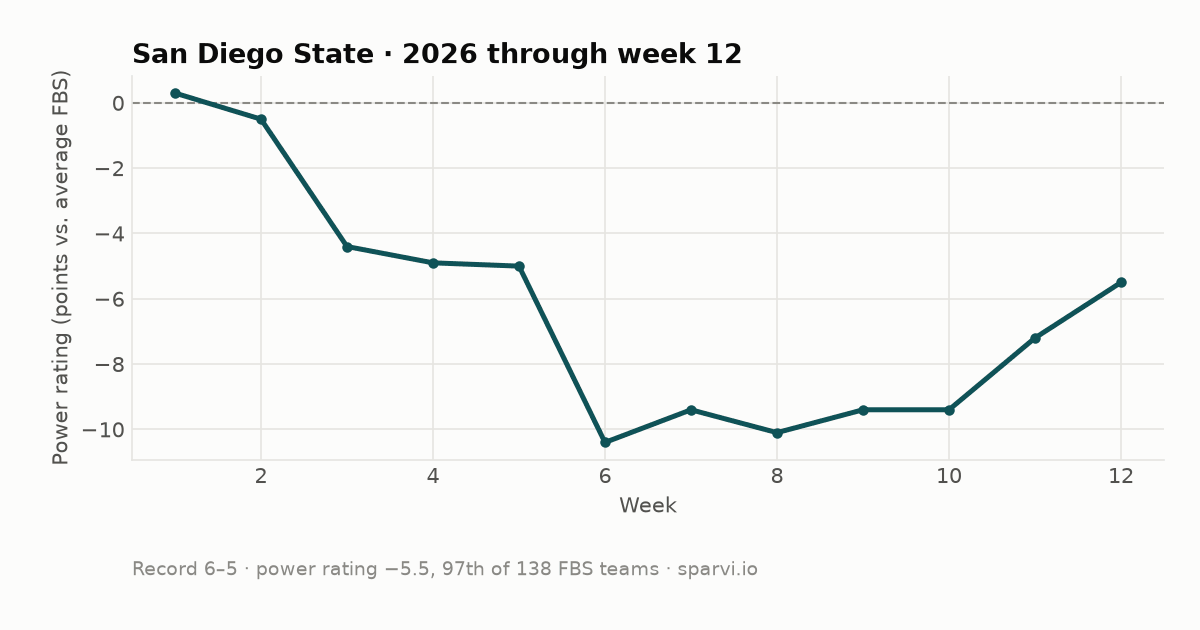 San Diego State · 2026 through week 12
Power rating (points vs. average FBS)
0
−2
−4
−6
−8
−10
2 4 6 8 10 12
Week
Record 6–5 · power rating −5.5, 97th of 138 FBS teams · sparvi.io